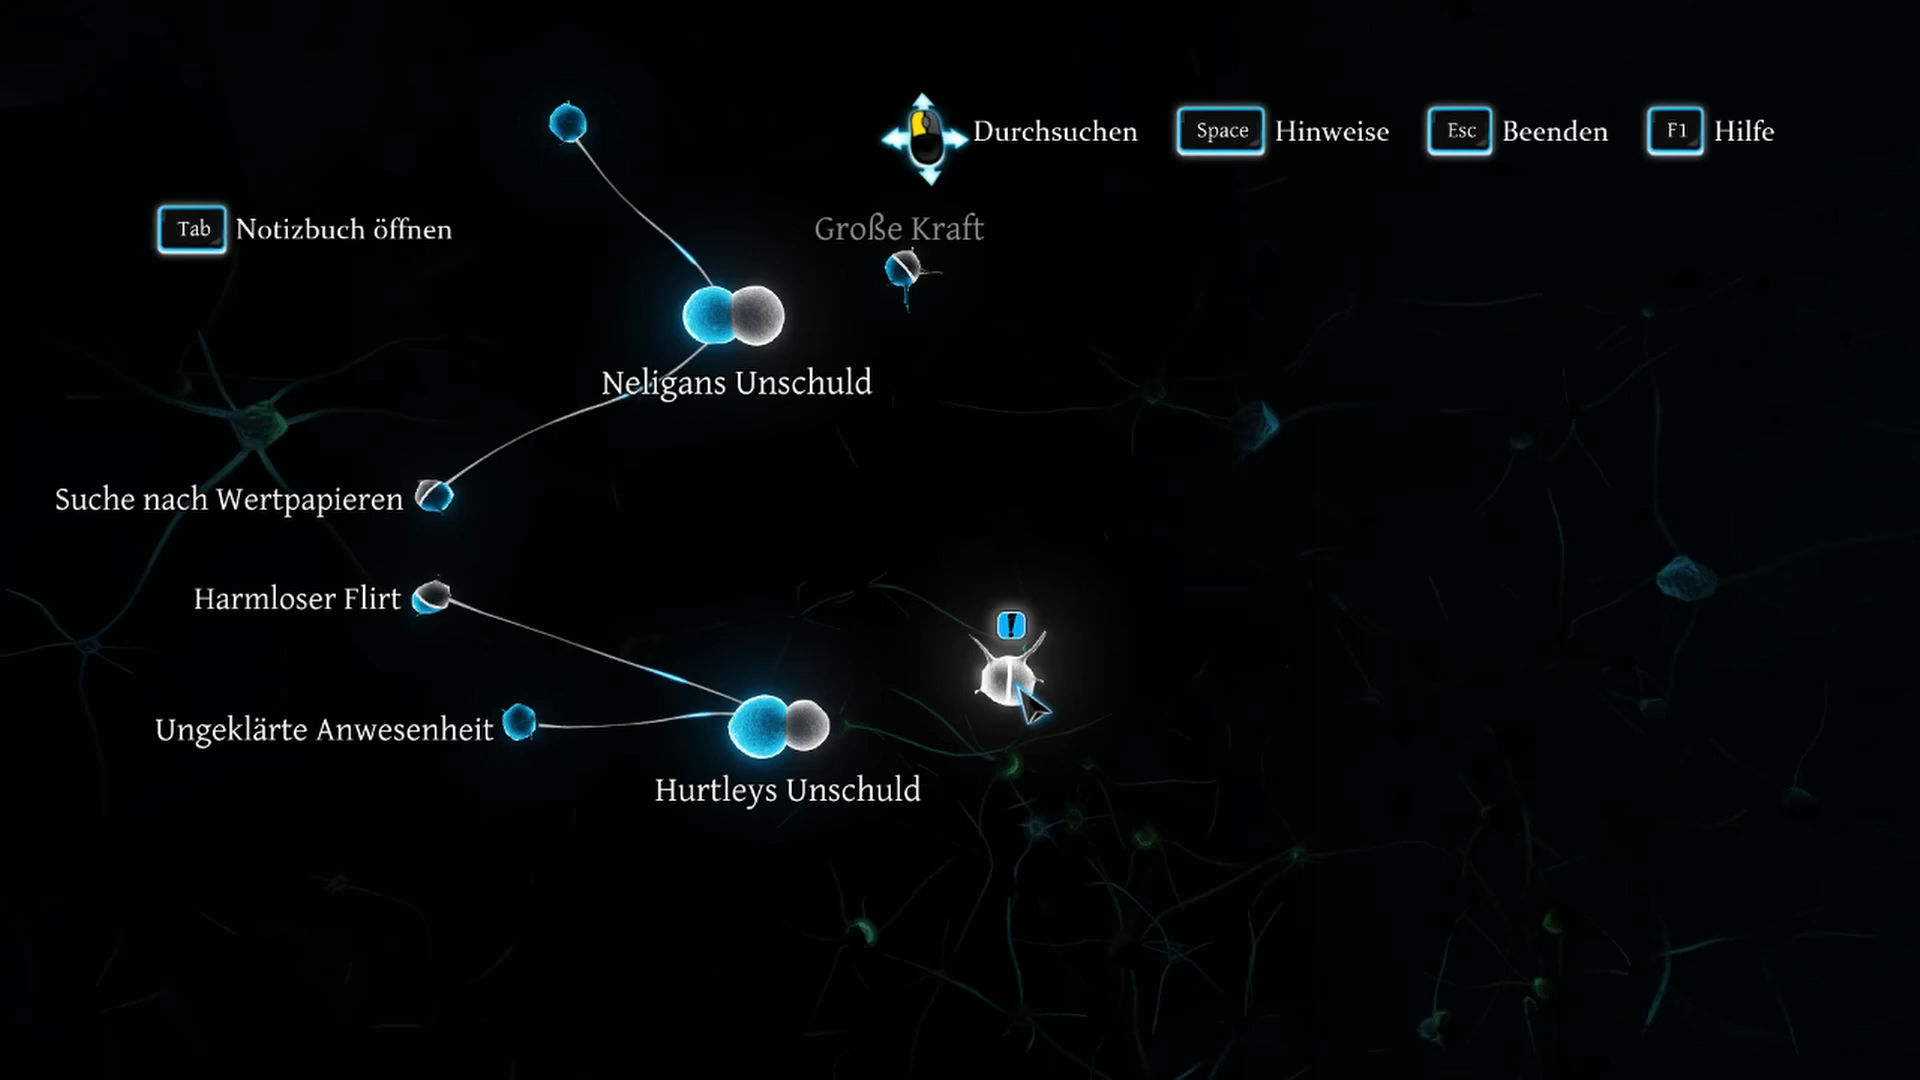 Durchsuchen
Space Hinweise
Esc Beenden
F1 Hilfe
Tab Notizbuch öffnen
Große Kraft
Neligans Unschuld
Suche nach Wertpapieren
Harmloser Flirt
!
Ungeklärte Anwesenheit
Hurtleys Unschuld